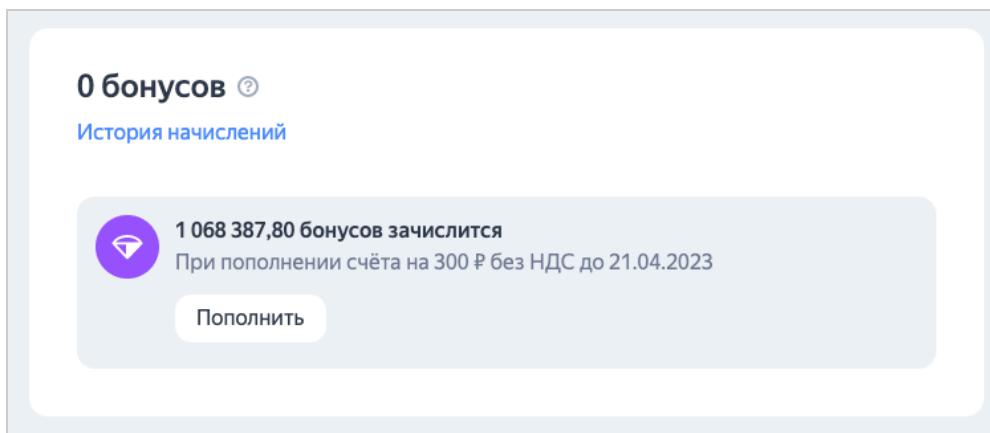 0 бонусов ?
История начислений
1 068 387,80 бонусов зачислится
При пополнении счёта на 300 ₽ без НДС до 21.04.2023
Пополнить